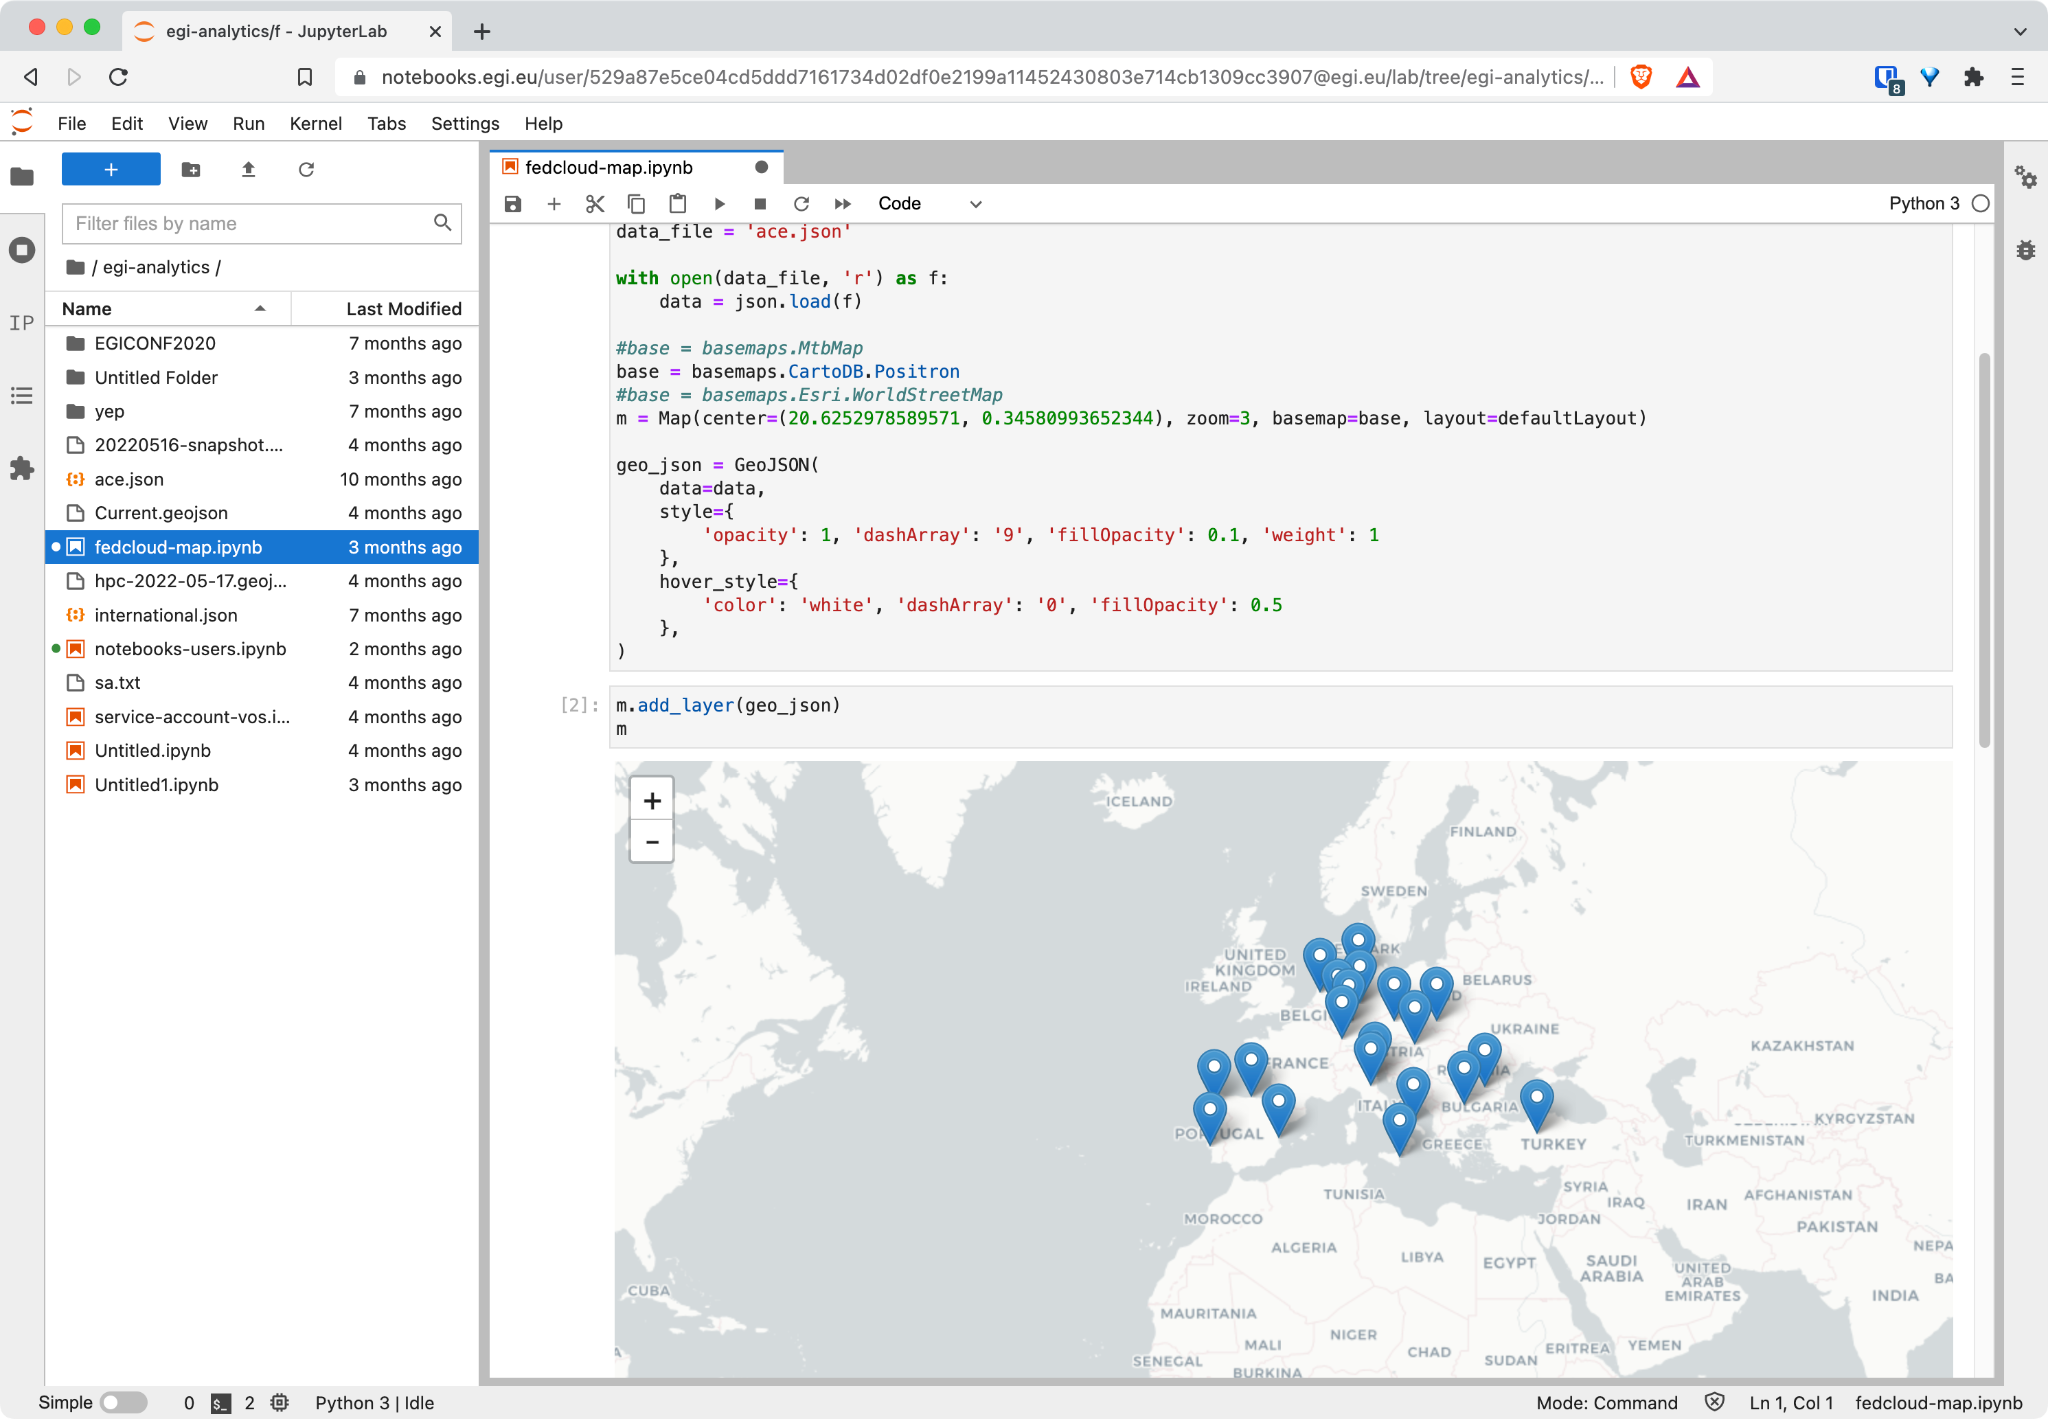 egi-analytics/f - JupyterLab
notebooks.egi.eu/user/529a87e5ce04cd5ddd7161734d02df0e2199a11452430803e714cb1309cc3907@egi.eu/lab/tree/egi-analytics/...
8
File Edit View Run Kernel Tabs Settings Help
+
Filter files by name
/ egi-analytics /
Name Last Modified
EGICONF2020 7 months ago
Untitled Folder 3 months ago
yep 7 months ago
20220516-snapshot.... 4 months ago
ace.json 10 months ago
Current.geojson 4 months ago
fedcloud-map.ipynb 3 months ago
hpc-2022-05-17.geoj... 4 months ago
international.json 7 months ago
notebooks-users.ipynb 2 months ago
sa.txt 4 months ago
service-account-vos.i... 4 months ago
Untitled.ipynb 4 months ago
Untitled1.ipynb 3 months ago
IP
fedcloud-map.ipynb
Code
Python 3
data_file = 'ace.json'
with open(data_file, 'r') as f:
    data = json.load(f)
#base = basemaps.MtbMap
base = basemaps.CartoDB.Positron
#base = basemaps.Esri.WorldStreetMap
m = Map(center=(20.6252978589571, 0.34580993652344), zoom=3, basemap=base, layout=defaultLayout)
geo_json = GeoJSON(
    data=data,
    style={
        'opacity': 1, 'dashArray': '9', 'fillOpacity': 0.1, 'weight': 1
    },
    hover_style={
        'color': 'white', 'dashArray': '0', 'fillOpacity': 0.5
    },
)
[2]:
m.add_layer(geo_json)
m
+
−
ICELAND
FINLAND
SWEDEN
UNITED
KINGDOM
IRELAND
BELARUS
UKRAINE
FRANCE
KAZAKHSTAN
BULGARIA
KYRGYZSTAN
TURKMENISTAN
GREECE
TURKEY
TUNISIA
SYRIA
IRAQ
IRAN
AFGHANISTAN
MOROCCO
JORDAN
PAKISTAN
ALGERIA
LIBYA
EGYPT
SAUDI
ARABIA
NEPA
UNITED
ARAB
EMIRATES
BA
INDIA
CUBA
MAURITANIA
MALI
NIGER
CHAD
SUDAN
ERITREA
YEMEN
SENEGAL
BURKINA
Simple 0 $_ 2 Python 3 | Idle
Mode: Command Ln 1, Col 1 fedcloud-map.ipynb